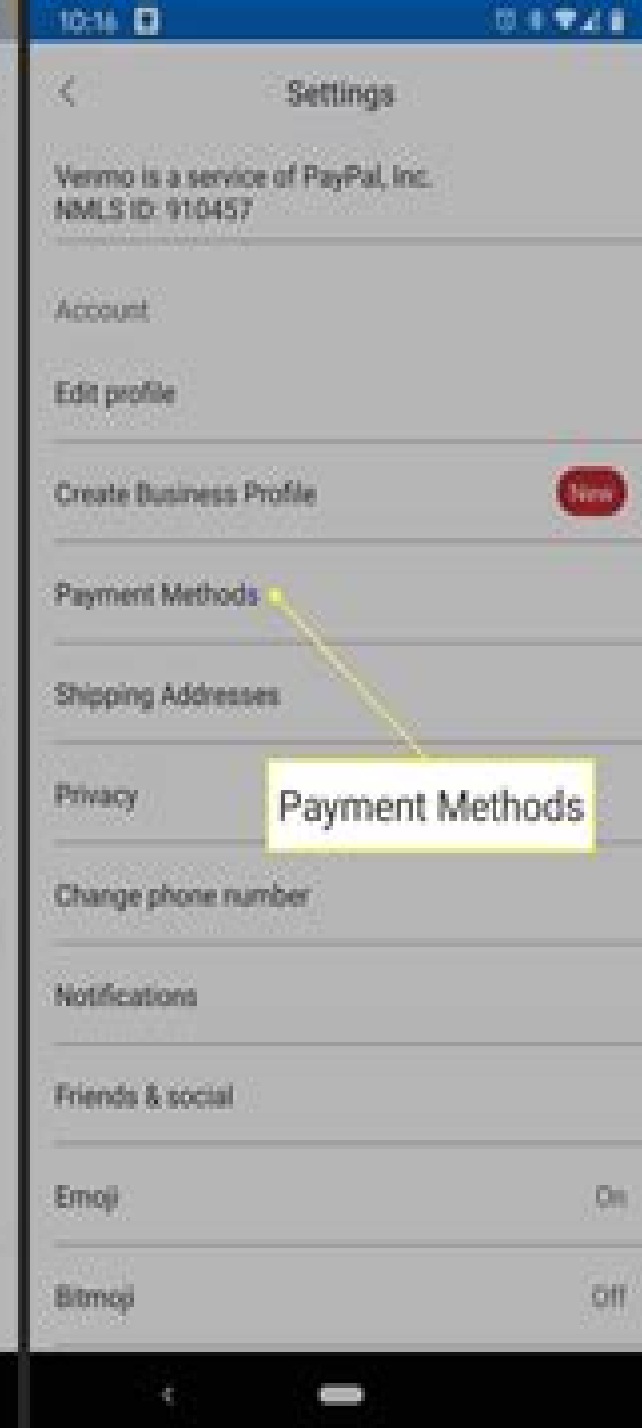 10:16
Settings
Venmo is a service of PayPal, Inc.
NMLS ID: 910457
Account
Edit profile
Create Business Profile
New
Payment Methods
Shipping Addresses
Privacy
Payment Methods
Change phone number
Notifications
Friends & social
Emoji
On
Bitmoji
Off